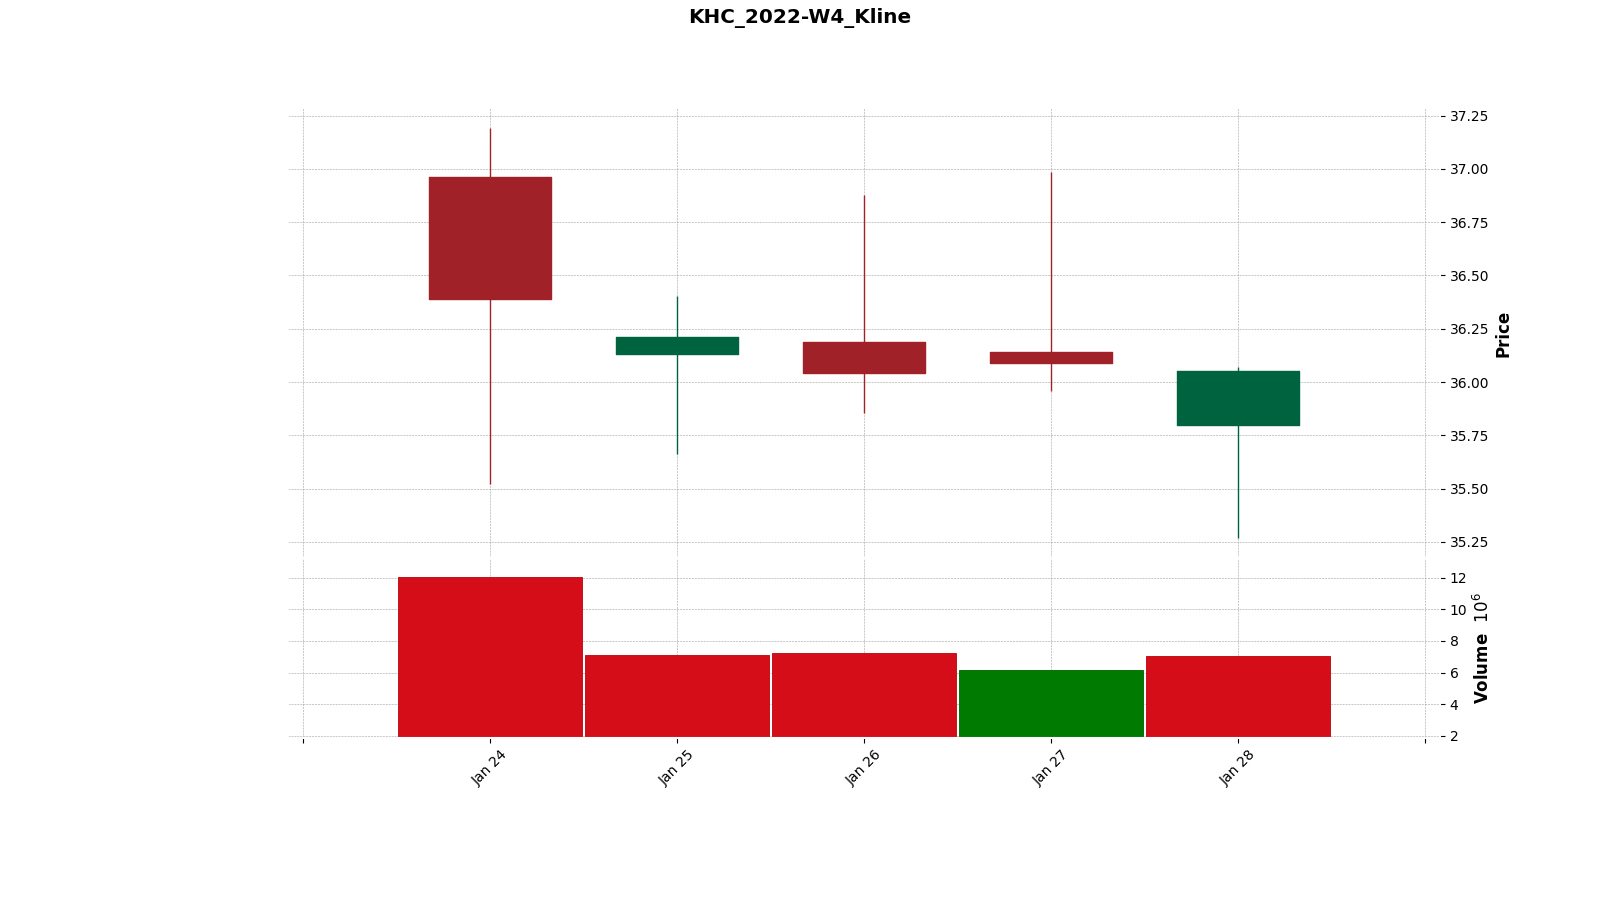 KHC_2022-W4_Kline
37.25
37.00
36.75
36.50
36.25
36.00
35.75
35.50
35.25
Price
12
10
8
6
4
2
Volume 10^6
Jan 24
Jan 25
Jan 26
Jan 27
Jan 28